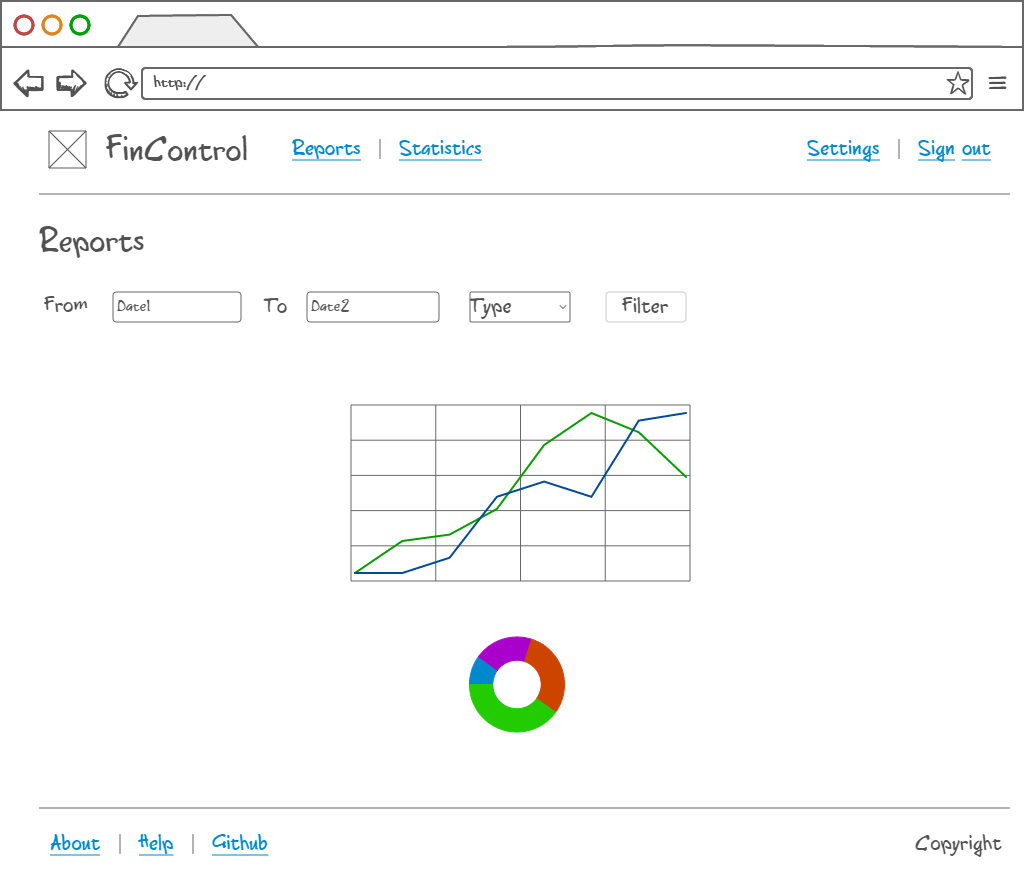 http://
FinControl Reports | Statistics Settings | Sign out
Reports
From Date1 To Date2 Type Filter
About | Help | Github Copyright